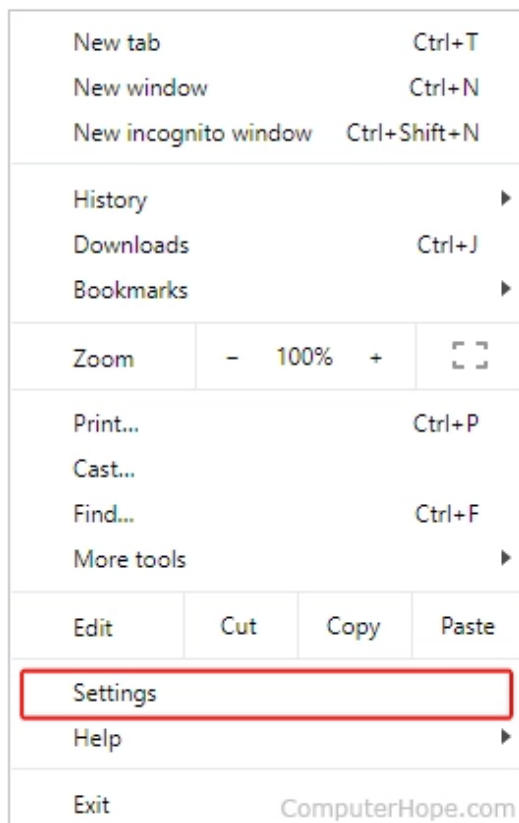 New tab Ctrl+T
New window Ctrl+N
New incognito window Ctrl+Shift+N
History
Downloads Ctrl+J
Bookmarks
Zoom - 100% +
Print... Ctrl+P
Cast...
Find... Ctrl+F
More tools
Edit Cut Copy Paste
Settings
Help
Exit
ComputerHope.com